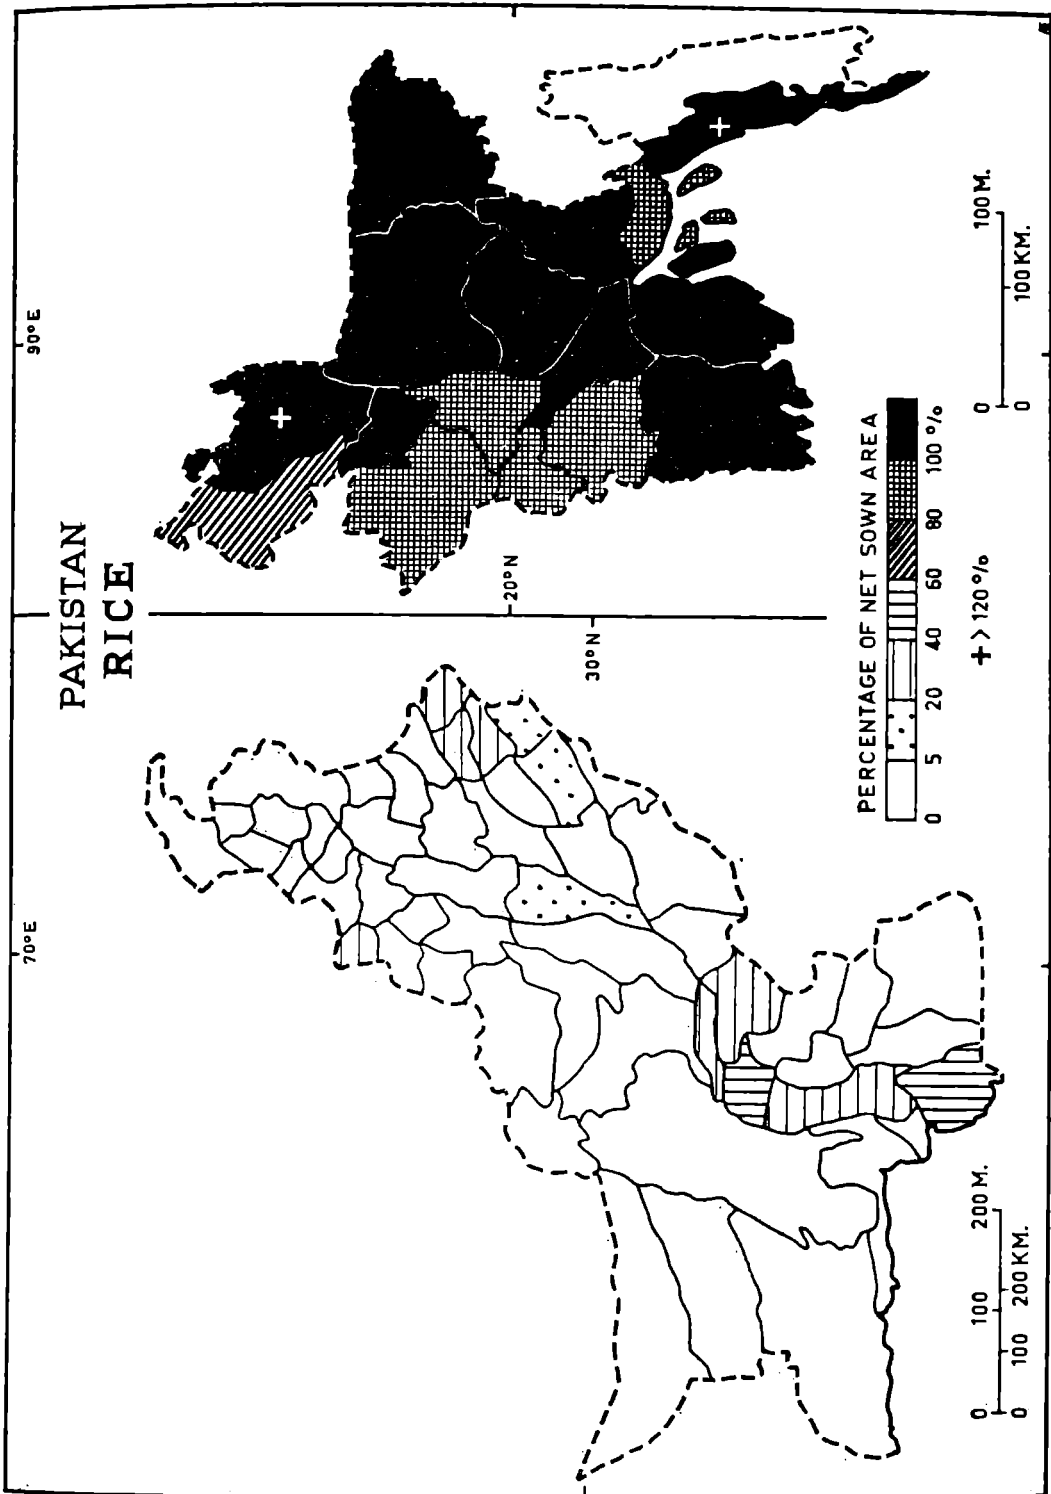 PAKISTAN
RICE
90°E
70°E
20°N
30°N
PERCENTAGE OF NET SOWN AREA
0 5 20 40 60 80 100 %
+ > 120 %
0 100 M.
0 100 KM.
0 100 200 M.
0 100 200 KM.
+
+